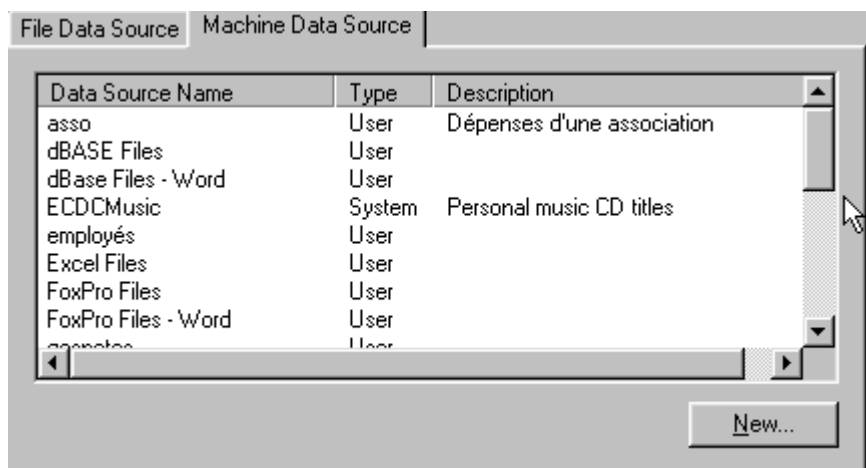 File Data Source Machine Data Source
Data Source Name Type Description
asso User Dépenses d'une association
dBASE Files User
dBase Files - Word User
ECDCMusic System Personal music CD titles
employés User
Excel Files User
FoxPro Files User
FoxPro Files - Word User
User
New...